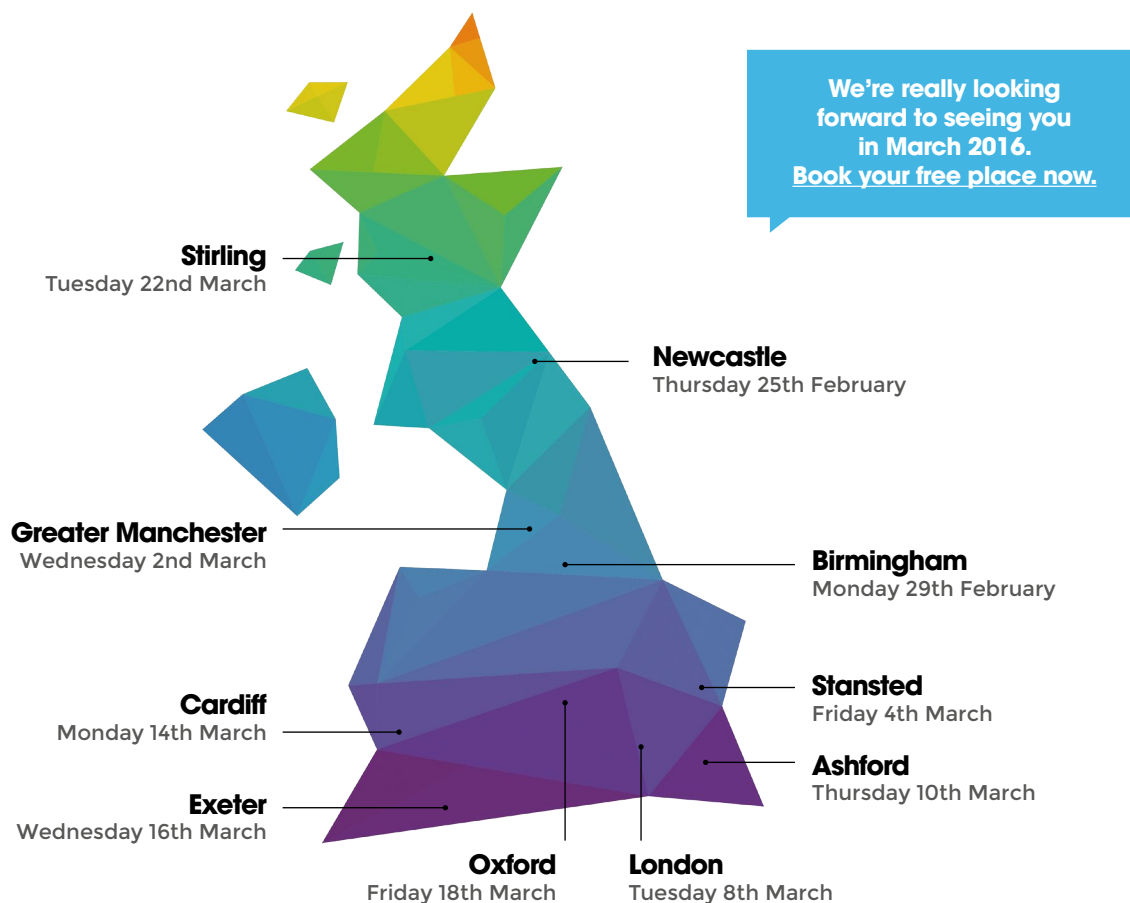 We’re really looking
forward to seeing you
in March 2016.
Book your free place now.
Stirling
Tuesday 22nd March
Newcastle
Thursday 25th February
Greater Manchester
Wednesday 2nd March
Birmingham
Monday 29th February
Cardiff
Monday 14th March
Stansted
Friday 4th March
Ashford
Thursday 10th March
Exeter
Wednesday 16th March
Oxford
Friday 18th March
London
Tuesday 8th March